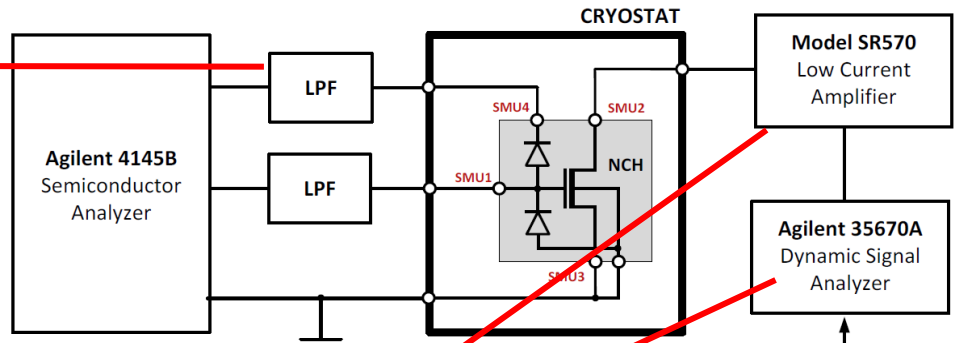 CRYOSTAT
Model SR570
Low Current
Amplifier
LPF
SMU4
SMU2
Agilent 4145B
Semiconductor
Analyzer
NCH
SMU1
LPF
Agilent 35670A
Dynamic Signal
Analyzer
SMU3